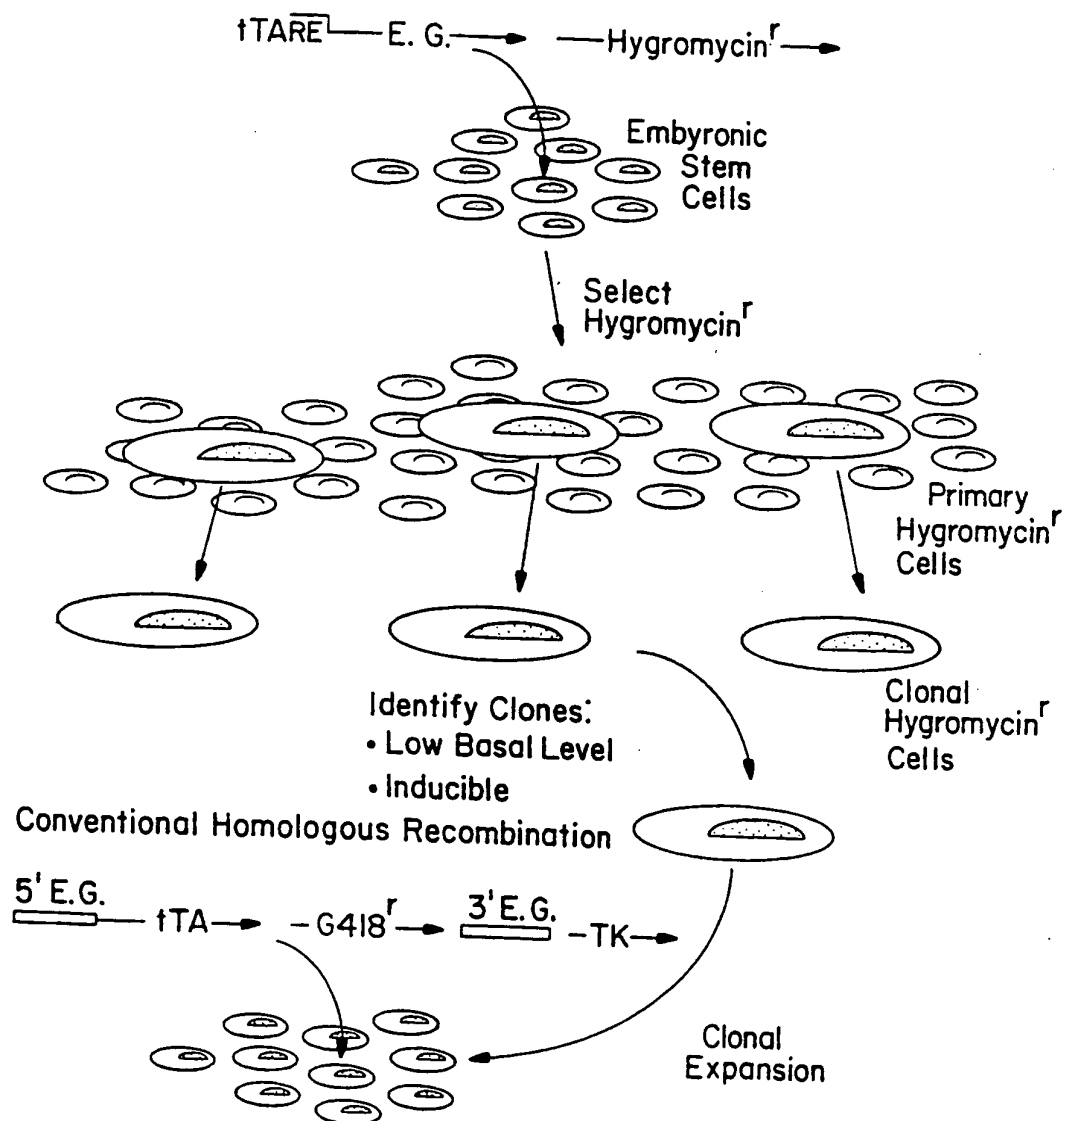 tTARE E. G. Hygromycinʳ
Embyronic
Stem
Cells
Select
Hygromycinʳ
Primary
Hygromycinʳ
Cells
Clonal
Hygromycinʳ
Cells
Identify Clones:
• Low Basal Level
• Inducible
Conventional Homologous Recombination
5' E.G. tTA -G418ʳ 3' E.G. -TK
Clonal
Expansion